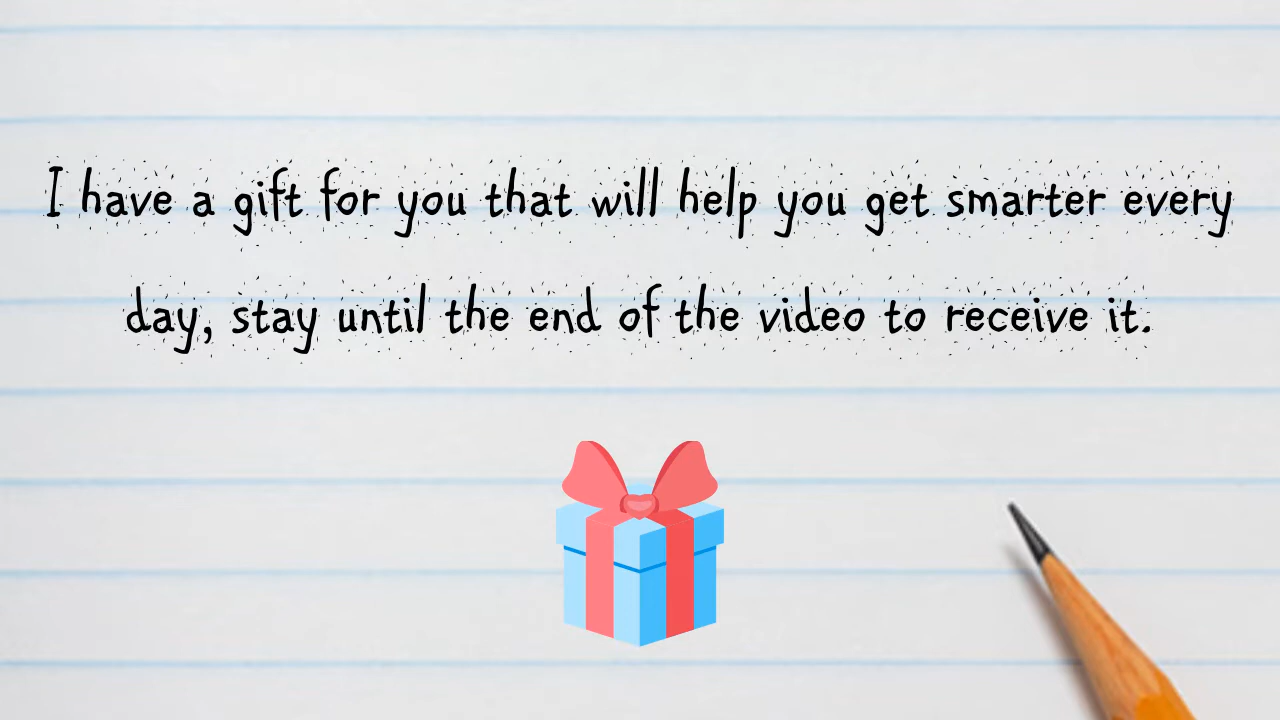 I have a gift for you that will help you get smarter every
day, stay until the end of the video to receive it.